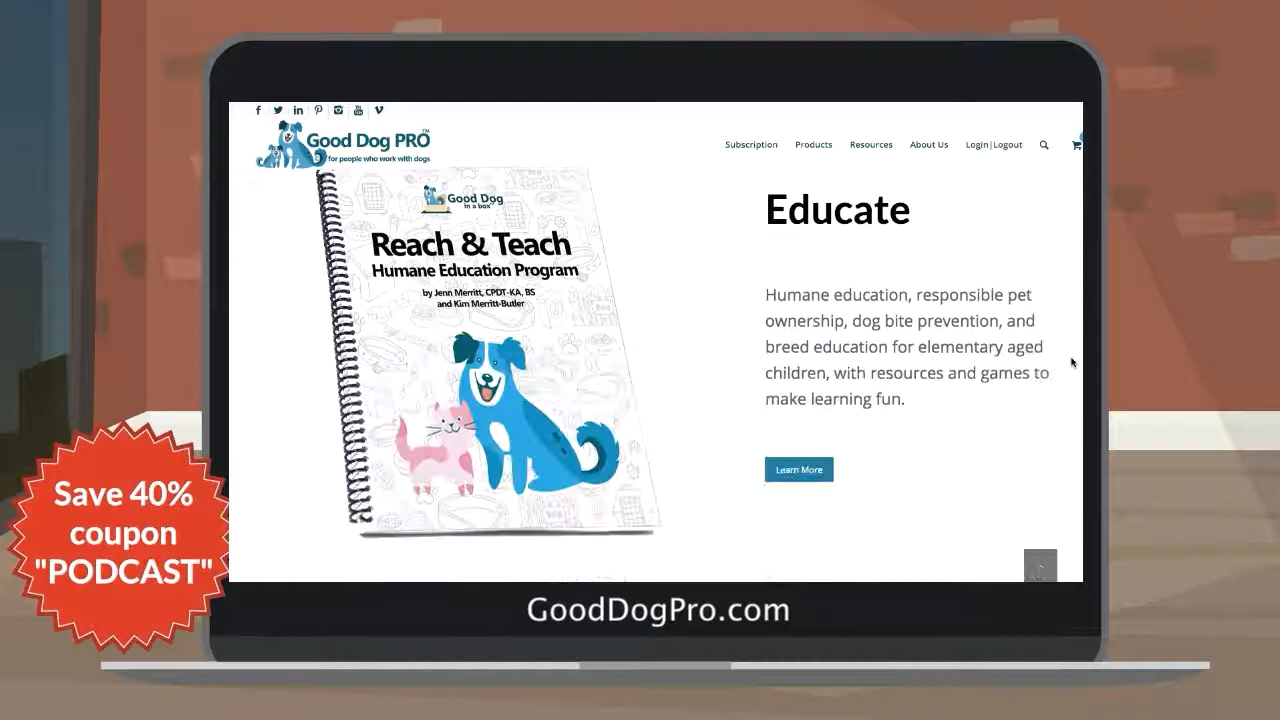 Good Dog PRO™
for people who work with dogs
Subscription Products Resources About Us Login|Logout
Good Dog
in a box
Reach & Teach
Humane Education Program
by Jenn Merritt, CPDT-KA, BS
and Kim Merritt-Butler
Educate
Humane education, responsible pet
ownership, dog bite prevention, and
breed education for elementary aged
children, with resources and games to
make learning fun.
Learn More
Save 40%
coupon
"PODCAST"
GoodDogPro.com